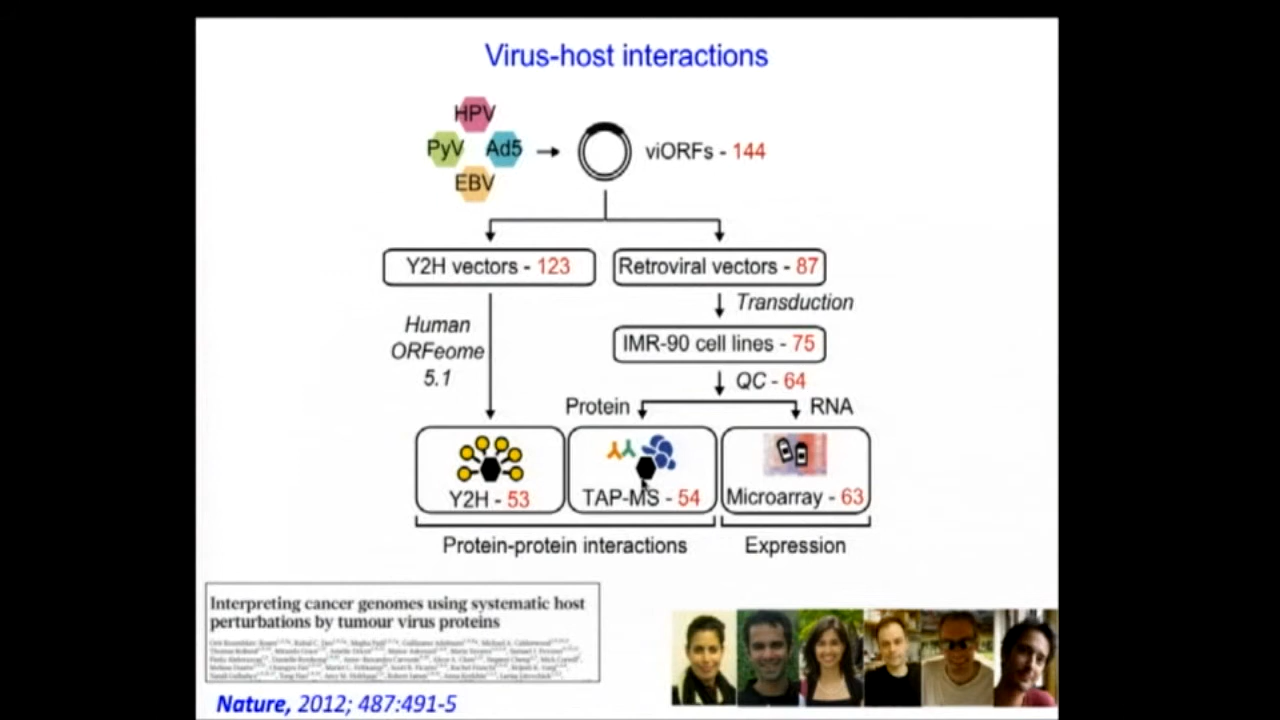 Virus-host interactions
HPV
PyV
Ad5
EBV
viORFs - 144
Y2H vectors - 123
Retroviral vectors - 87
Transduction
Human
ORFeome
5.1
IMR-90 cell lines - 75
QC - 64
Protein
RNA
Y2H - 53
TAP-MS - 54
Microarray - 63
Protein-protein interactions
Expression
Interpreting cancer genomes using systematic host
perturbations by tumour virus proteins
Nature, 2012; 487:491-5